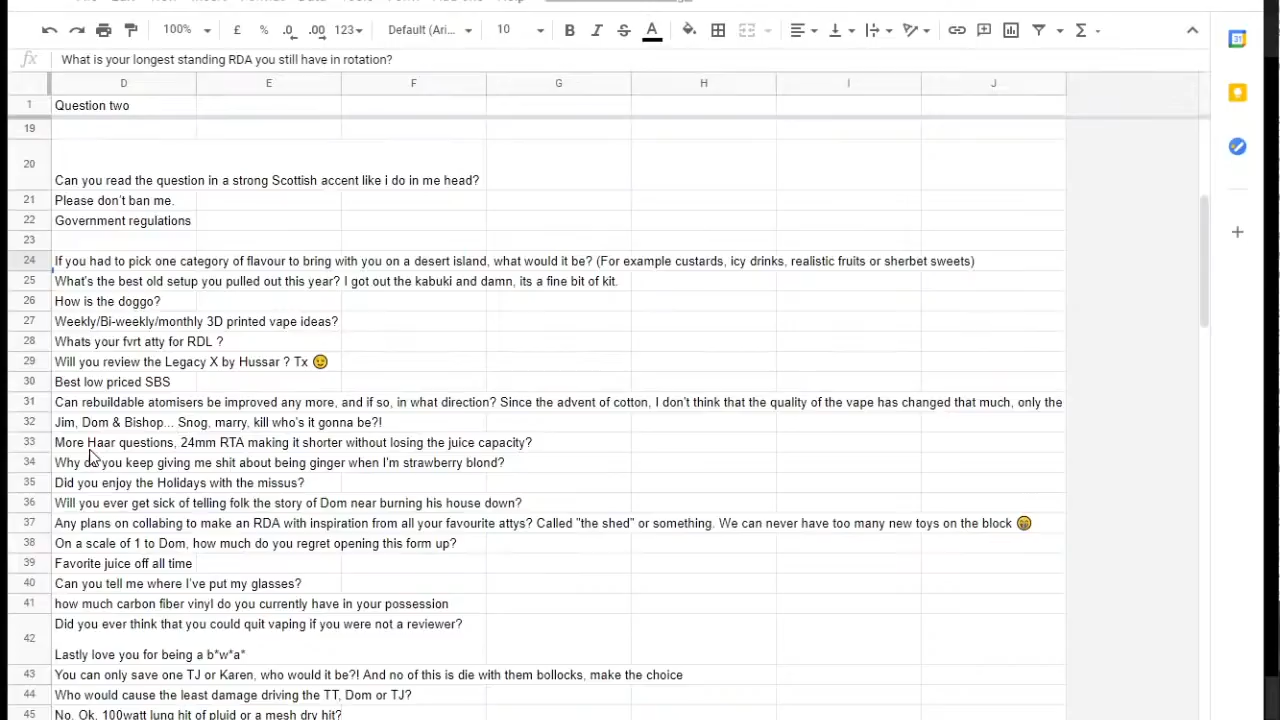 100%
£
%
.0
.00
123
Default (Ari...
10
B
I
S
A
31
fx
What is your longest standing RDA you still have in rotation?
D E F G H I J
1 Question two
19
20 Can you read the question in a strong Scottish accent like i do in me head?
21 Please don't ban me.
22 Government regulations
23
24 If you had to pick one category of flavour to bring with you on a desert island, what would it be? (For example custards, icy drinks, realistic fruits or sherbet sweets)
25 What's the best old setup you pulled out this year? I got out the kabuki and damn, its a fine bit of kit.
26 How is the doggo?
27 Weekly/Bi-weekly/monthly 3D printed vape ideas?
28 Whats your fvrt atty for RDL ?
29 Will you review the Legacy X by Hussar ? Tx 😉
30 Best low priced SBS
31 Can rebuildable atomisers be improved any more, and if so, in what direction? Since the advent of cotton, I don't think that the quality of the vape has changed that much, only the
32 Jim, Dom & Bishop... Snog, marry, kill who's it gonna be?!
33 More Haar questions, 24mm RTA making it shorter without losing the juice capacity?
34 Why do you keep giving me shit about being ginger when I'm strawberry blond?
35 Did you enjoy the Holidays with the missus?
36 Will you ever get sick of telling folk the story of Dom near burning his house down?
37 Any plans on collabing to make an RDA with inspiration from all your favourite attys? Called "the shed" or something. We can never have too many new toys on the block 😁
38 On a scale of 1 to Dom, how much do you regret opening this form up?
39 Favorite juice off all time
40 Can you tell me where I've put my glasses?
41 how much carbon fiber vinyl do you currently have in your possession
42 Did you ever think that you could quit vaping if you were not a reviewer?
Lastly love you for being a b*w*a*
43 You can only save one TJ or Karen, who would it be?! And no of this is die with them bollocks, make the choice
44 Who would cause the least damage driving the TT, Dom or TJ?
45 No. Ok. 100watt lung hit of pluid or a mesh dry hit?